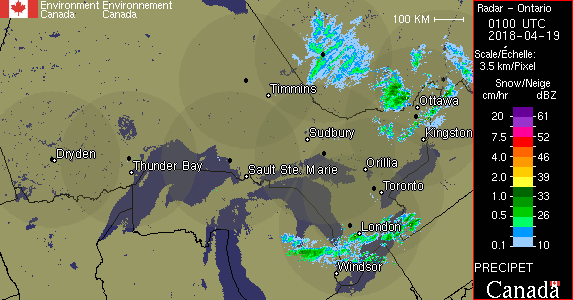 Environment Environnement
Canada Canada
100 KM
Timmins
Ottawa
Sudbury
Kingston
Dryden
Thunder Bay
Sault Ste. Marie
Orillia
Toronto
London
Windsor
Radar - Ontario
0100 UTC
2018-04-19
Scale/Échelle:
3.5 km/Pixel
Snow/Neige
cm/hr dBZ
20 61
7.5 52
4.0 46
2.0 39
1.0 33
0.5 26
0.1 10
PRECIPET
Canada